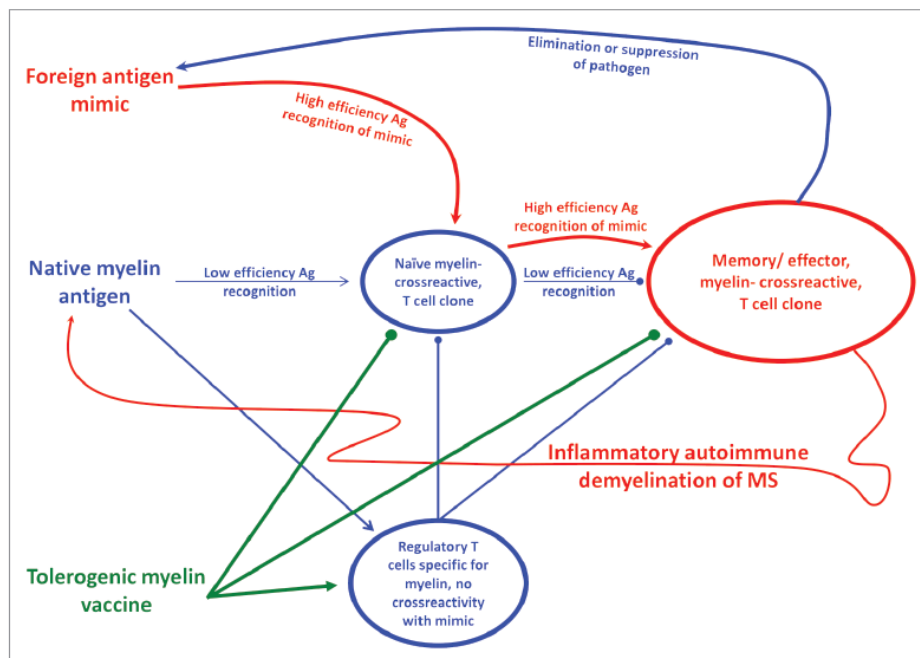 Elimination or suppression
of pathogen
Foreign antigen
mimic
High efficiency Ag
recognition of mimic
High efficiency Ag
recognition of mimic
Native myelin
antigen
Low efficiency Ag
recognition
Naïve myelin-
crossreactive,
T cell clone
Low efficiency Ag
recognition
Memory/ effector,
myelin- crossreactive,
T cell clone
Inflammatory autoimmune
demyelination of MS
Tolerogenic myelin
vaccine
Regulatory T
cells specific for
myelin, no
crossreactivity
with mimic